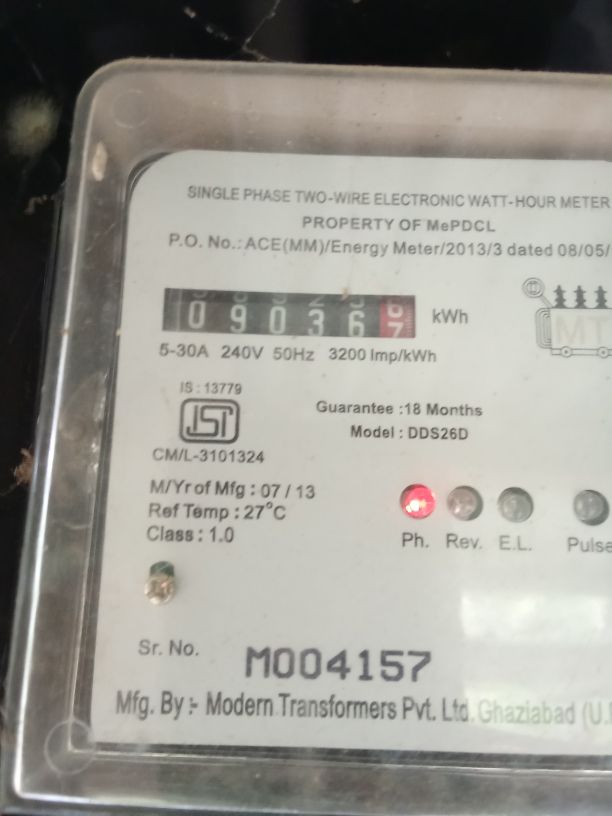 SINGLE PHASE TWO-WIRE ELECTRONIC WATT-HOUR METER
PROPERTY OF MePDCL
P.O. No.: ACE(MM)/Energy Meter/2013/3 dated 08/05/
09036 kWh
5-30A 240V 50Hz 3200 Imp/kWh
IS : 13779
ISI
CM/L-3101324
Guarantee :18 Months
Model : DDS26D
M/Yr of Mfg : 07 / 13
Ref Temp : 27°C
Class : 1.0
Ph. Rev. E.L. Pulse
Sr. No. M004157
Mfg. By :- Modern Transformers Pvt. Ltd. Ghaziabad (U.
MT